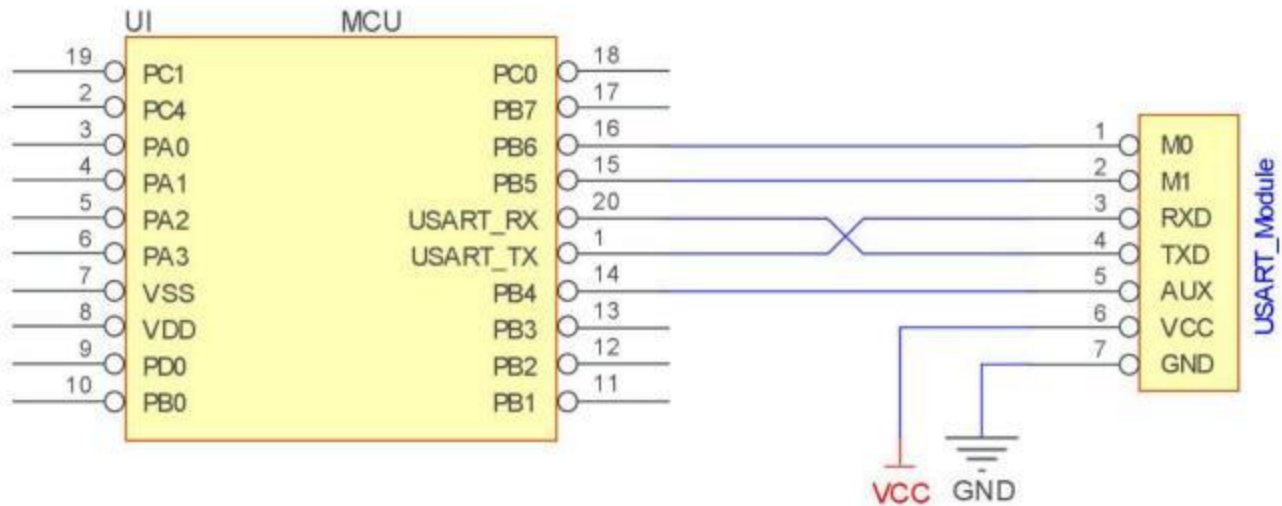 UI MCU
19 PC1 PC0 18
2 PC4 PB7 17
3 PA0 PB6 16 1 M0
4 PA1 PB5 15 2 M1
5 PA2 USART_RX 20 3 RXD
6 PA3 USART_TX 1 4 TXD
7 VSS PB4 14 5 AUX
8 VDD PB3 13 6 VCC
9 PD0 PB2 12 7 GND
10 PB0 PB1 11
USART_Module
VCC GND